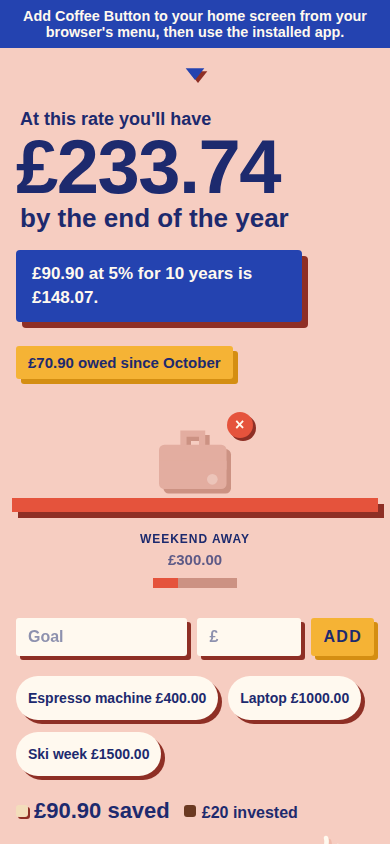 Add Coffee Button to your home screen from your
browser's menu, then use the installed app.
At this rate you'll have
£233.74
by the end of the year
£90.90 at 5% for 10 years is
£148.07.
£70.90 owed since October
×
WEEKEND AWAY
£300.00
Goal £ ADD
Espresso machine £400.00 Laptop £1000.00
Ski week £1500.00
£90.90 saved £20 invested